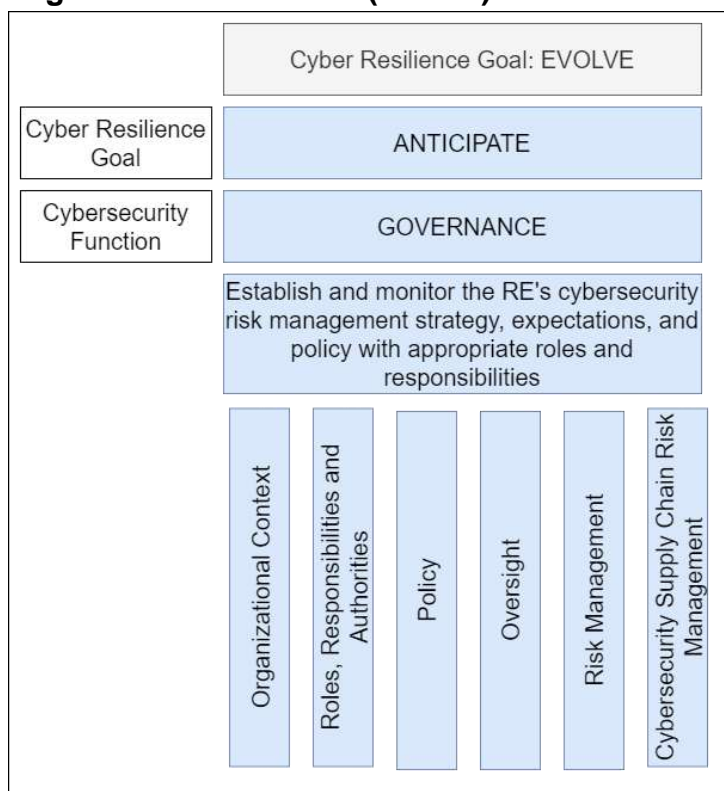 Cyber Resilience Goal: EVOLVE
Cyber Resilience
Goal
ANTICIPATE
Cybersecurity
Function
GOVERNANCE
Establish and monitor the RE's cybersecurity
risk management strategy, expectations, and
policy with appropriate roles and
responsibilities
Organizational Context
Roles, Responsibilities and
Authorities
Policy
Oversight
Risk Management
Cybersecurity Supply Chain Risk
Management